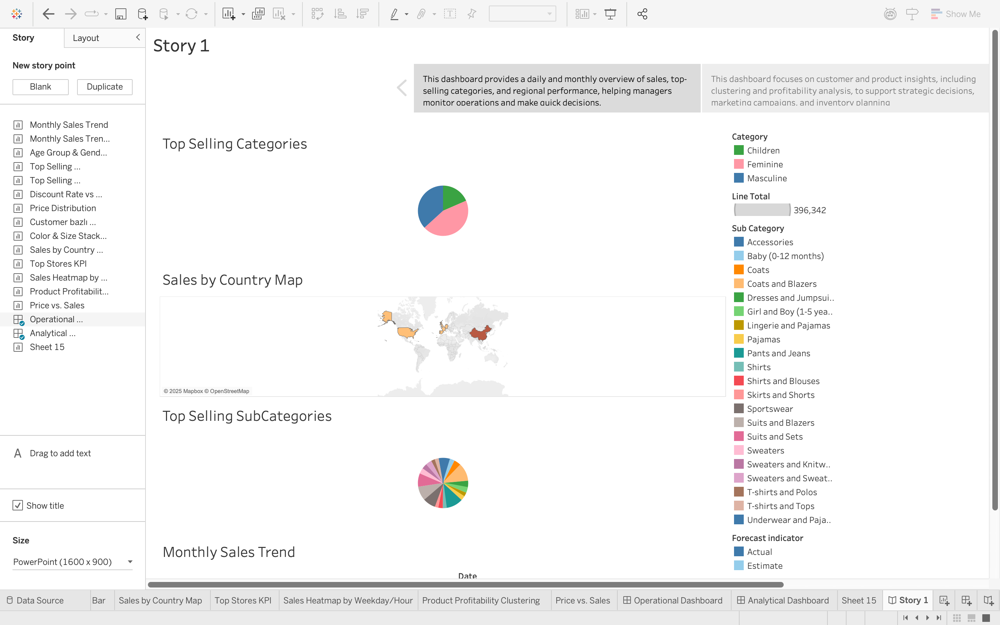 Show Me
Story
Layout
New story point
Blank
Duplicate
Monthly Sales Trend
Monthly Sales Tren...
Age Group & Gend...
Top Selling ...
Top Selling ...
Discount Rate vs ...
Price Distribution
Customer bazlı ...
Color & Size Stack...
Sales by Country ...
Top Stores KPI
Sales Heatmap by ...
Product Profitabilit...
Price vs. Sales
Operational ...
Analytical ...
Sheet 15
A Drag to add text
Show title
Size
PowerPoint (1600 x 900)
Story 1
This dashboard provides a daily and monthly overview of sales, top-
selling categories, and regional performance, helping managers
monitor operations and make quick decisions.
This dashboard focuses on customer and product insights, including
clustering and profitability analysis, to support strategic decisions,
marketing campaigns, and inventory planning
Top Selling Categories
Sales by Country Map
© 2025 Mapbox © OpenStreetMap
Top Selling SubCategories
Monthly Sales Trend
Date
Category
Children
Feminine
Masculine
Line Total
396,342
Sub Category
Accessories
Baby (0-12 months)
Coats
Coats and Blazers
Dresses and Jumpsui..
Girl and Boy (1-5 yea..
Lingerie and Pajamas
Pajamas
Pants and Jeans
Shirts
Shirts and Blouses
Skirts and Shorts
Sportswear
Suits and Blazers
Suits and Sets
Sweaters
Sweaters and Knitw..
Sweaters and Sweat..
T-shirts and Polos
T-shirts and Tops
Underwear and Paja..
Forecast indicator
Actual
Estimate
Data Source
Bar
Sales by Country Map
Top Stores KPI
Sales Heatmap by Weekday/Hour
Product Profitability Clustering
Price vs. Sales
Operational Dashboard
Analytical Dashboard
Sheet 15
Story 1